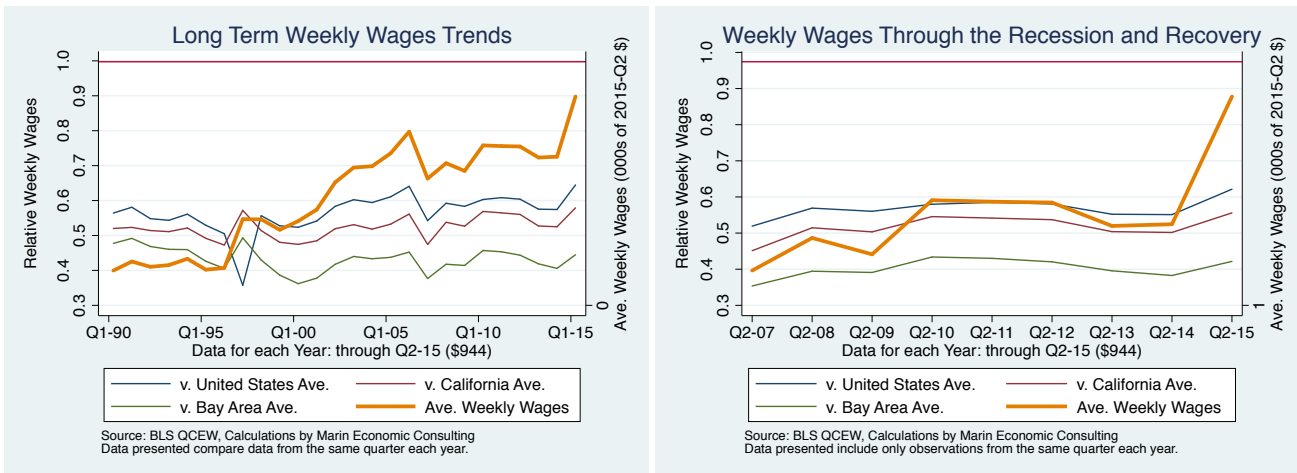 Long Term Weekly Wages Trends
Relative Weekly Wages
1.0
0.9
0.8
0.7
0.6
0.5
0.4
0.3
Ave. Weekly Wages (000s of 2015-Q2 $)
0
Q1-90 Q1-95 Q1-00 Q1-05 Q1-10 Q1-15
Data for each Year: through Q2-15 ($944)
v. United States Ave. v. California Ave.
v. Bay Area Ave. Ave. Weekly Wages
Source: BLS QCEW, Calculations by Marin Economic Consulting
Data presented compare data from the same quarter each year.
Weekly Wages Through the Recession and Recovery
Relative Weekly Wages
1.0
0.9
0.8
0.7
0.6
0.5
0.4
0.3
Ave. Weekly Wages (000s of 2015-Q2 $)
1
Q2-07 Q2-08 Q2-09 Q2-10 Q2-11 Q2-12 Q2-13 Q2-14 Q2-15
Data for each Year: through Q2-15 ($944)
v. United States Ave. v. California Ave.
v. Bay Area Ave. Ave. Weekly Wages
Source: BLS QCEW, Calculations by Marin Economic Consulting
Data presented include only observations from the same quarter each year.